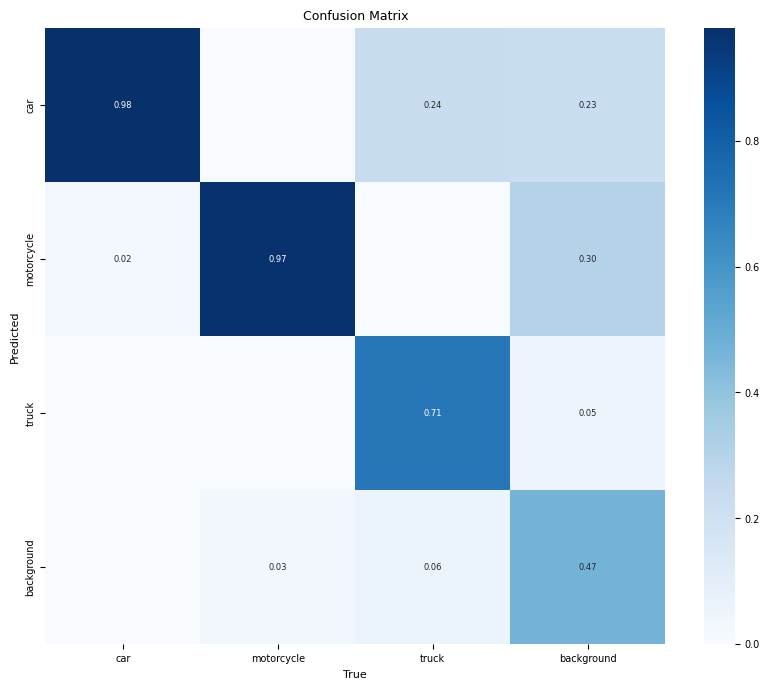 Confusion Matrix
car
0.98
0.24
0.23
0.8
motorcycle
0.02
0.97
0.30
0.6
Predicted
0.4
truck
0.71
0.05
0.2
background
0.03
0.06
0.47
0.0
car
motorcycle
truck
background
True